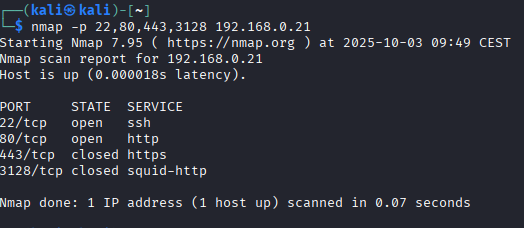 ┌──(kali㉿kali)-[~]
└─$ nmap -p 22,80,443,3128 192.168.0.21
Starting Nmap 7.95 ( https://nmap.org ) at 2025-10-03 09:49 CEST
Nmap scan report for 192.168.0.21
Host is up (0.000018s latency).

PORT     STATE  SERVICE
22/tcp   open   ssh
80/tcp   open   http
443/tcp  closed https
3128/tcp closed squid-http

Nmap done: 1 IP address (1 host up) scanned in 0.07 seconds